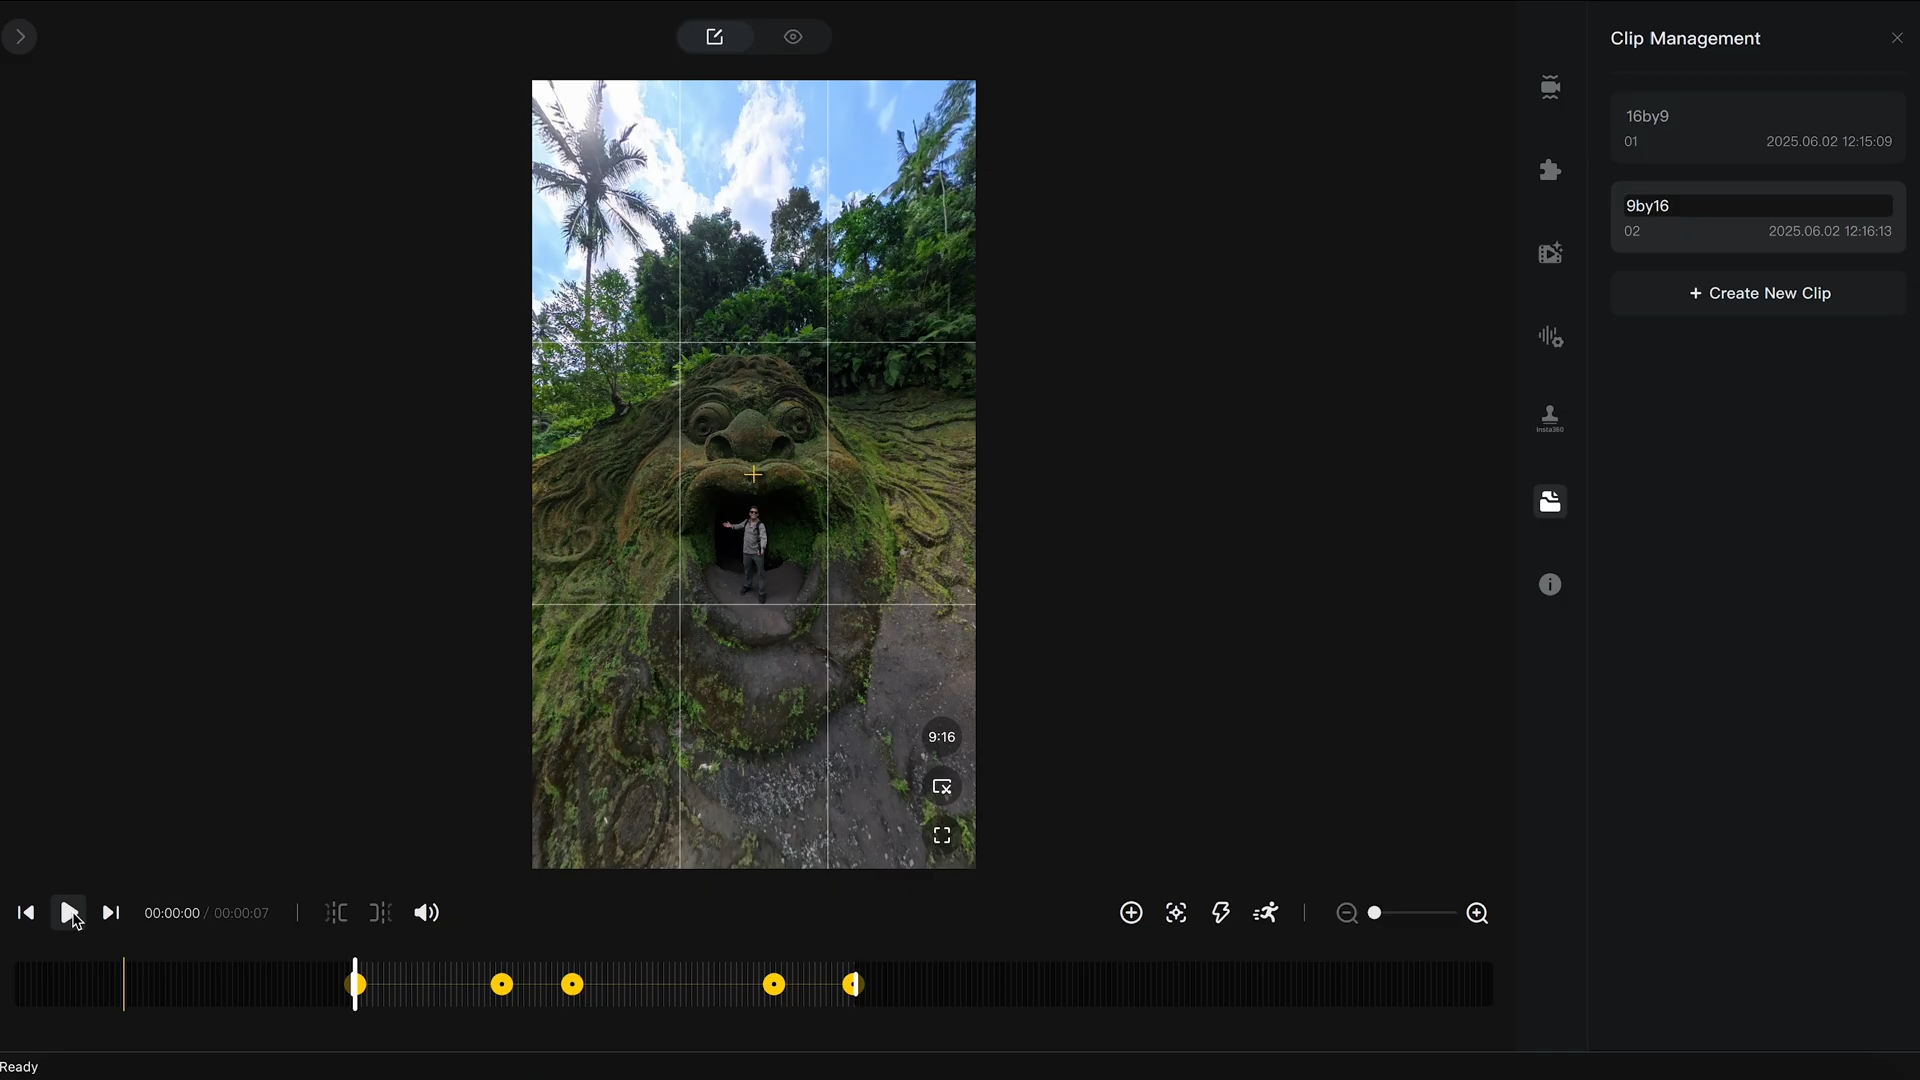 Clip Management
16by9
01 2025.06.02 12:15:09
9by16
02 2025.06.02 12:16:13
+ Create New Clip
Insta360
9:16
00:00:00 / 00:00:07
Ready